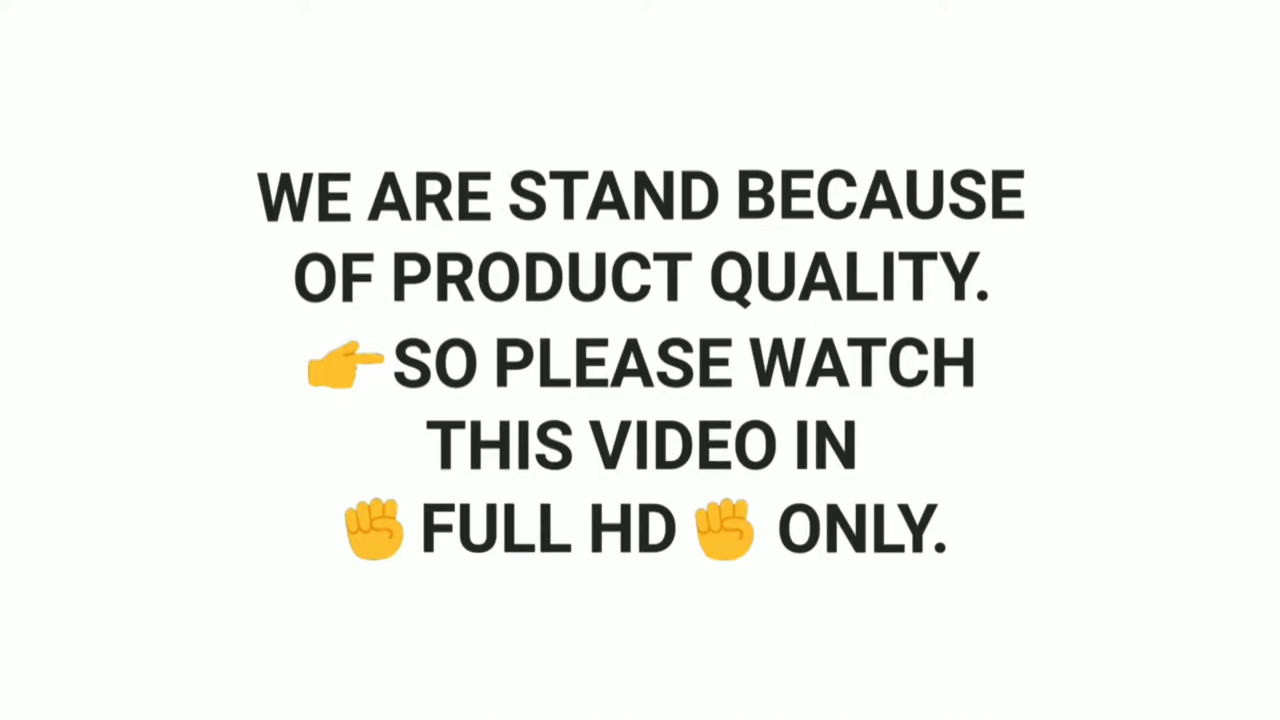 WE ARE STAND BECAUSE
OF PRODUCT QUALITY.
👉SO PLEASE WATCH
THIS VIDEO IN
✊FULL HD✊ ONLY.